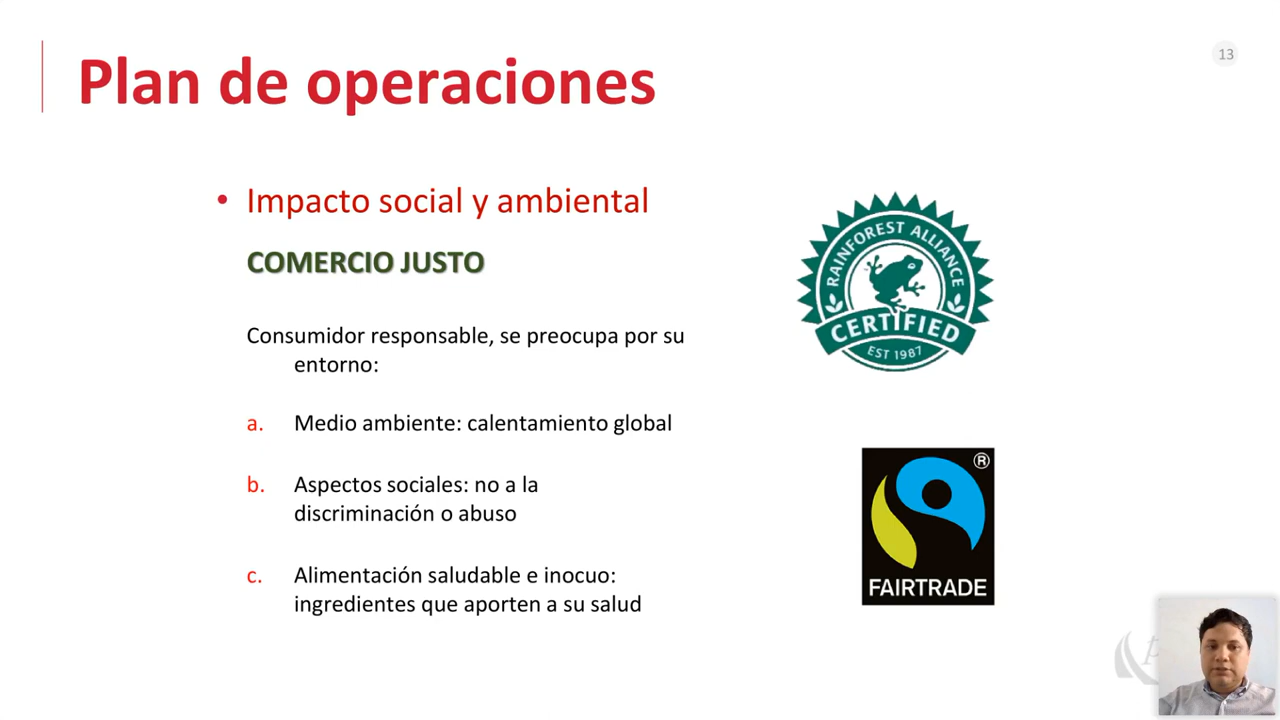 Plan de operaciones
13
• Impacto social y ambiental
COMERCIO JUSTO
Consumidor responsable, se preocupa por su
entorno:
a. Medio ambiente: calentamiento global
b. Aspectos sociales: no a la
discriminación o abuso
c. Alimentación saludable e inocuo:
ingredientes que aporten a su salud
RAINFOREST ALLIANCE
CERTIFIED
EST 1987
®
FAIRTRADE